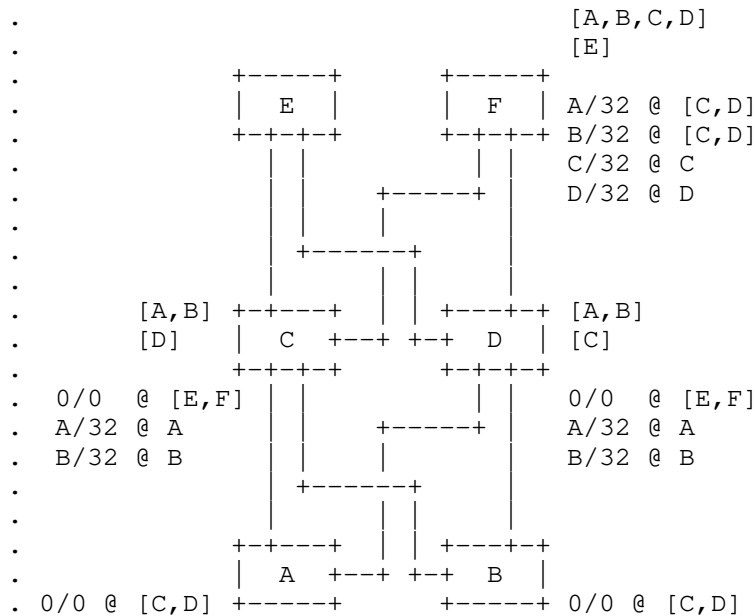 . [A,B,C,D]
. [E]
. +-----+ +-----+
. | E | | F | A/32 @ [C,D]
. +-+-+-+ +-+-+-+ B/32 @ [C,D]
. | | | | C/32 @ C
. | | +-----+ | D/32 @ D
. | | | |
. | +------+ |
. | | | |
. [A,B] +-+---+ | | +---+-+ [A,B]
. [D] | C +--+ +-+ D | [C]
. +-+-+-+ +-+-+-+
. 0/0 @ [E,F] | | | | 0/0 @ [E,F]
. A/32 @ A | | +-----+ | A/32 @ A
. B/32 @ B | | | | B/32 @ B
. | +------+ |
. | | | |
. +-+---+ | | +---+-+
. | A +--+ +-+ B |
. 0/0 @ [C,D] +-----+ +-----+ 0/0 @ [C,D]